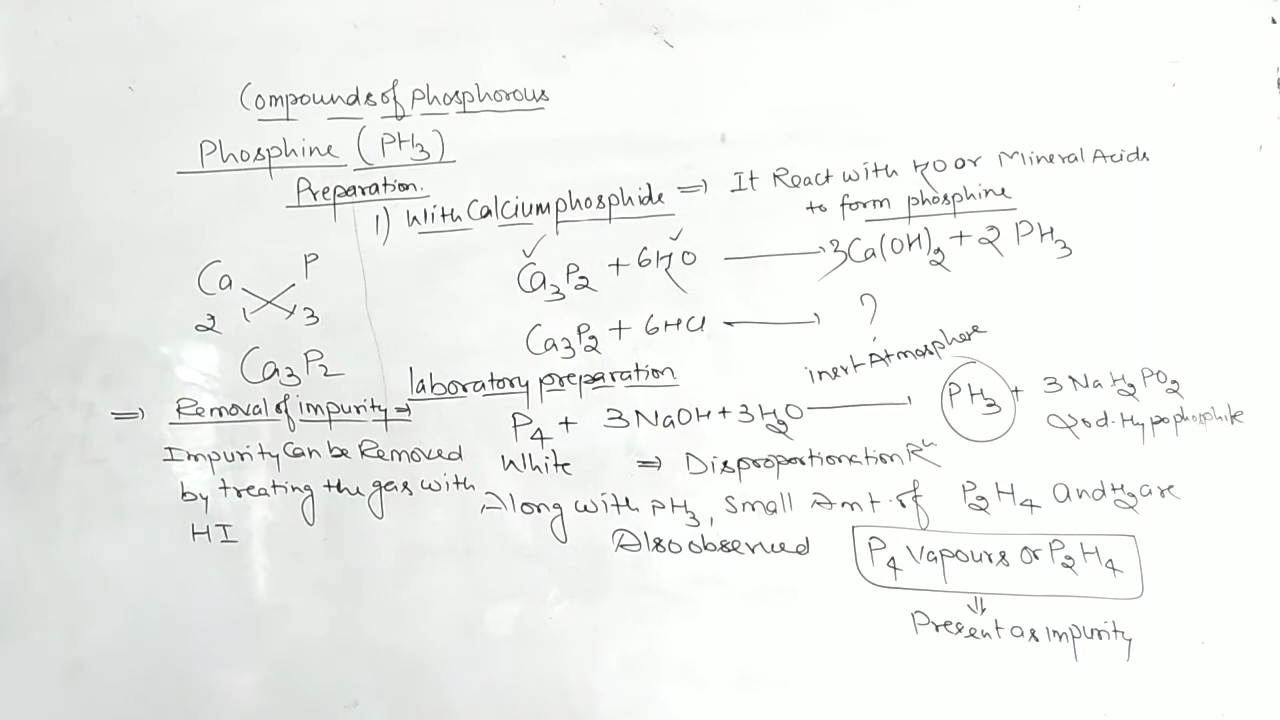 Compounds of Phosphorous
Phosphine (PH3)
Preparation.
1) With Calcium phosphide ⇒ It React with H2O or Mineral Acids
to form phosphine
Ca3P2 + 6H2O ⟶ 3Ca(OH)2 + 2PH3
Ca P
2 3
Ca3P2
Ca3P2 + 6HCl ⟶ ?
laboratory preparation
inert Atmosphere
P4 + 3NaOH + 3H2O ⟶ PH3 + 3NaH2PO2
White
Sod. Hypophosphite
⇒ Disproportionation Rn
Along with PH3, Small Amt. of P2H4 and H2 are
Also observed
P4 Vapours or P2H4
⇓
Present as impurity
⇒ Removal of impurity ⇒
Impurity Can be Removed
by treating the gas with
HI